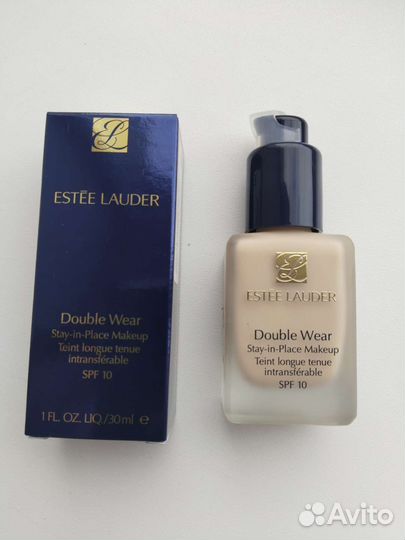 ESTĒE LAUDER
Double Wear
Stay-in-Place Makeup
Teint longue tenue
intransférable
SPF 10
1 FL. OZ. LIQ./30 ml e
ESTĒE LAUDER
Double Wear
Stay-in-Place Makeup
Teint longue tenue
intransférable
SPF 10
Avito